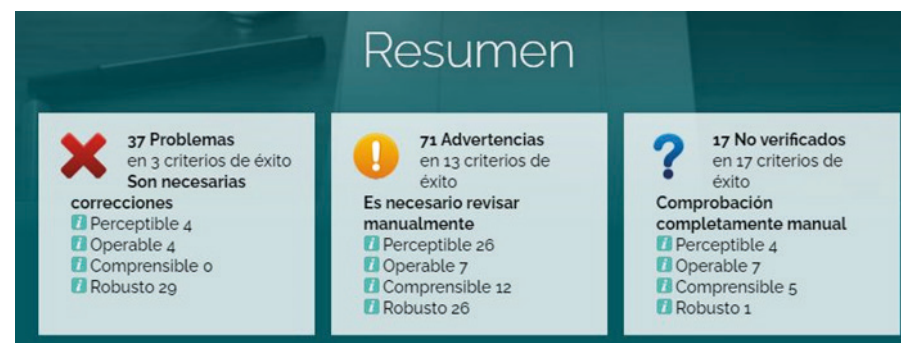 Resumen
37 Problemas
en 3 criterios de éxito
Son necesarias
correcciones
Perceptible 4
Operable 4
Comprensible 0
Robusto 29
71 Advertencias
en 13 criterios de
éxito
Es necesario revisar
manualmente
Perceptible 26
Operable 7
Comprensible 12
Robusto 26
17 No verificados
en 17 criterios de
éxito
Comprobación
completamente manual
Perceptible 4
Operable 7
Comprensible 5
Robusto 1